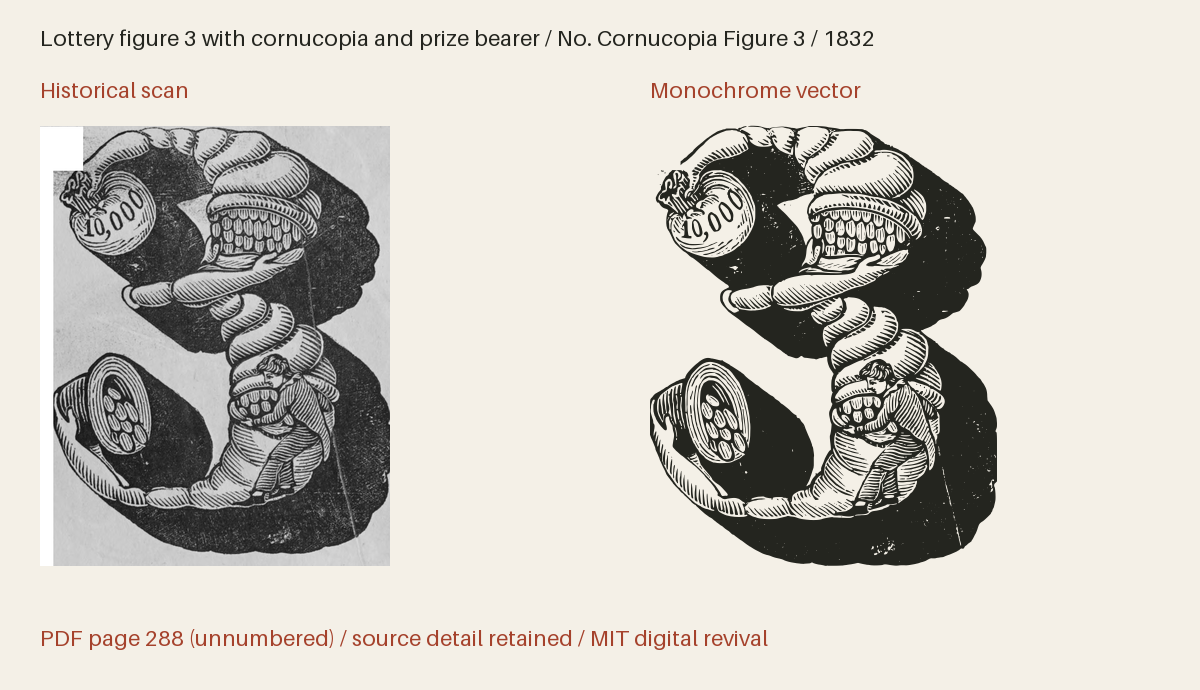 Lottery figure 3 with cornucopia and prize bearer / No. Cornucopia Figure 3 / 1832
Historical scan
Monochrome vector
10,000
10,000
PDF page 288 (unnumbered) / source detail retained / MIT digital revival